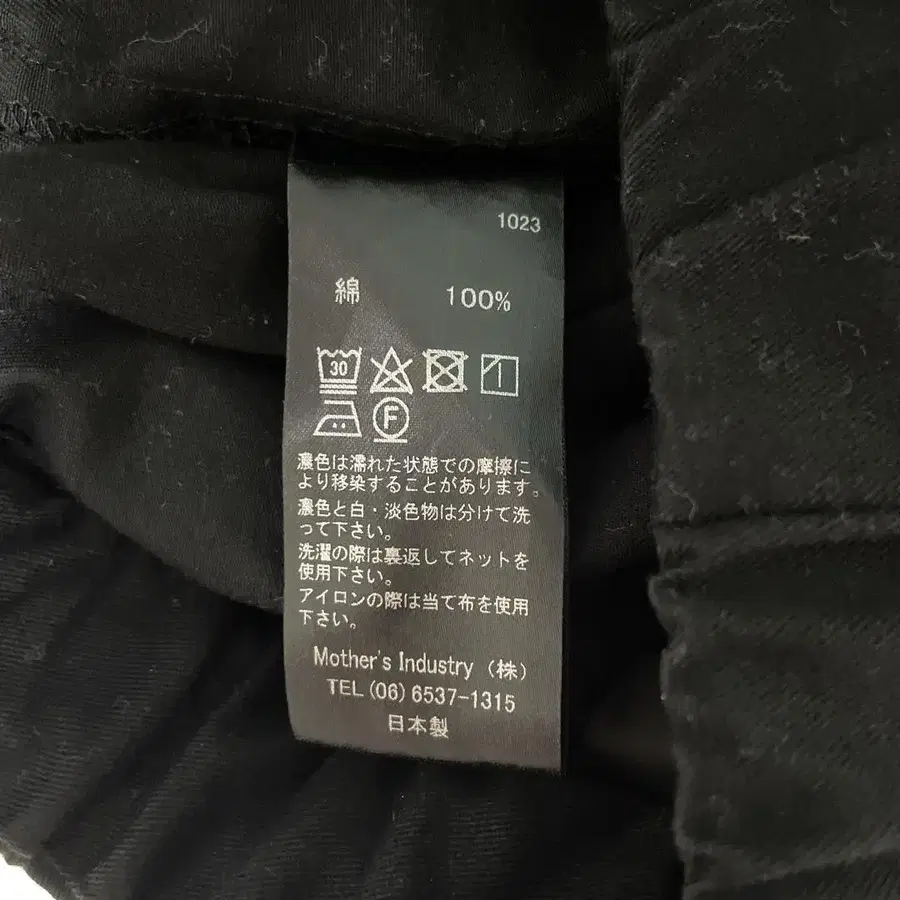 1023
綿 100%
30
F
濃色は濡れた状態での摩擦に
より移染することがあります。
濃色と白・淡色物は分けて洗
って下さい。
洗濯の際は裏返してネットを
使用下さい。
アイロンの際は当て布を使用
下さい。
Mother's Industry (株)
TEL (06) 6537-1315
日本製